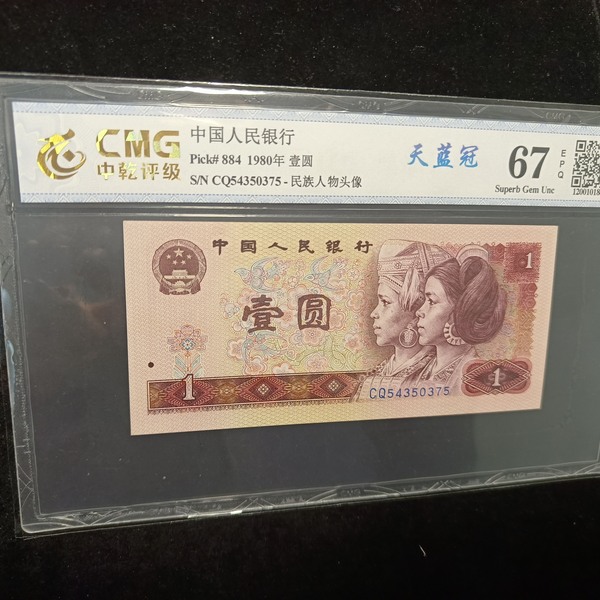 CMG
中乾评级
中国人民银行
Pick# 884 1980年 壹圆
S/N CQ54350375 - 民族人物头像
天蓝冠
67
EPQ
Superb Gem Unc
12001018
中国人民银行
1
壹圆
1
1
CQ54350375